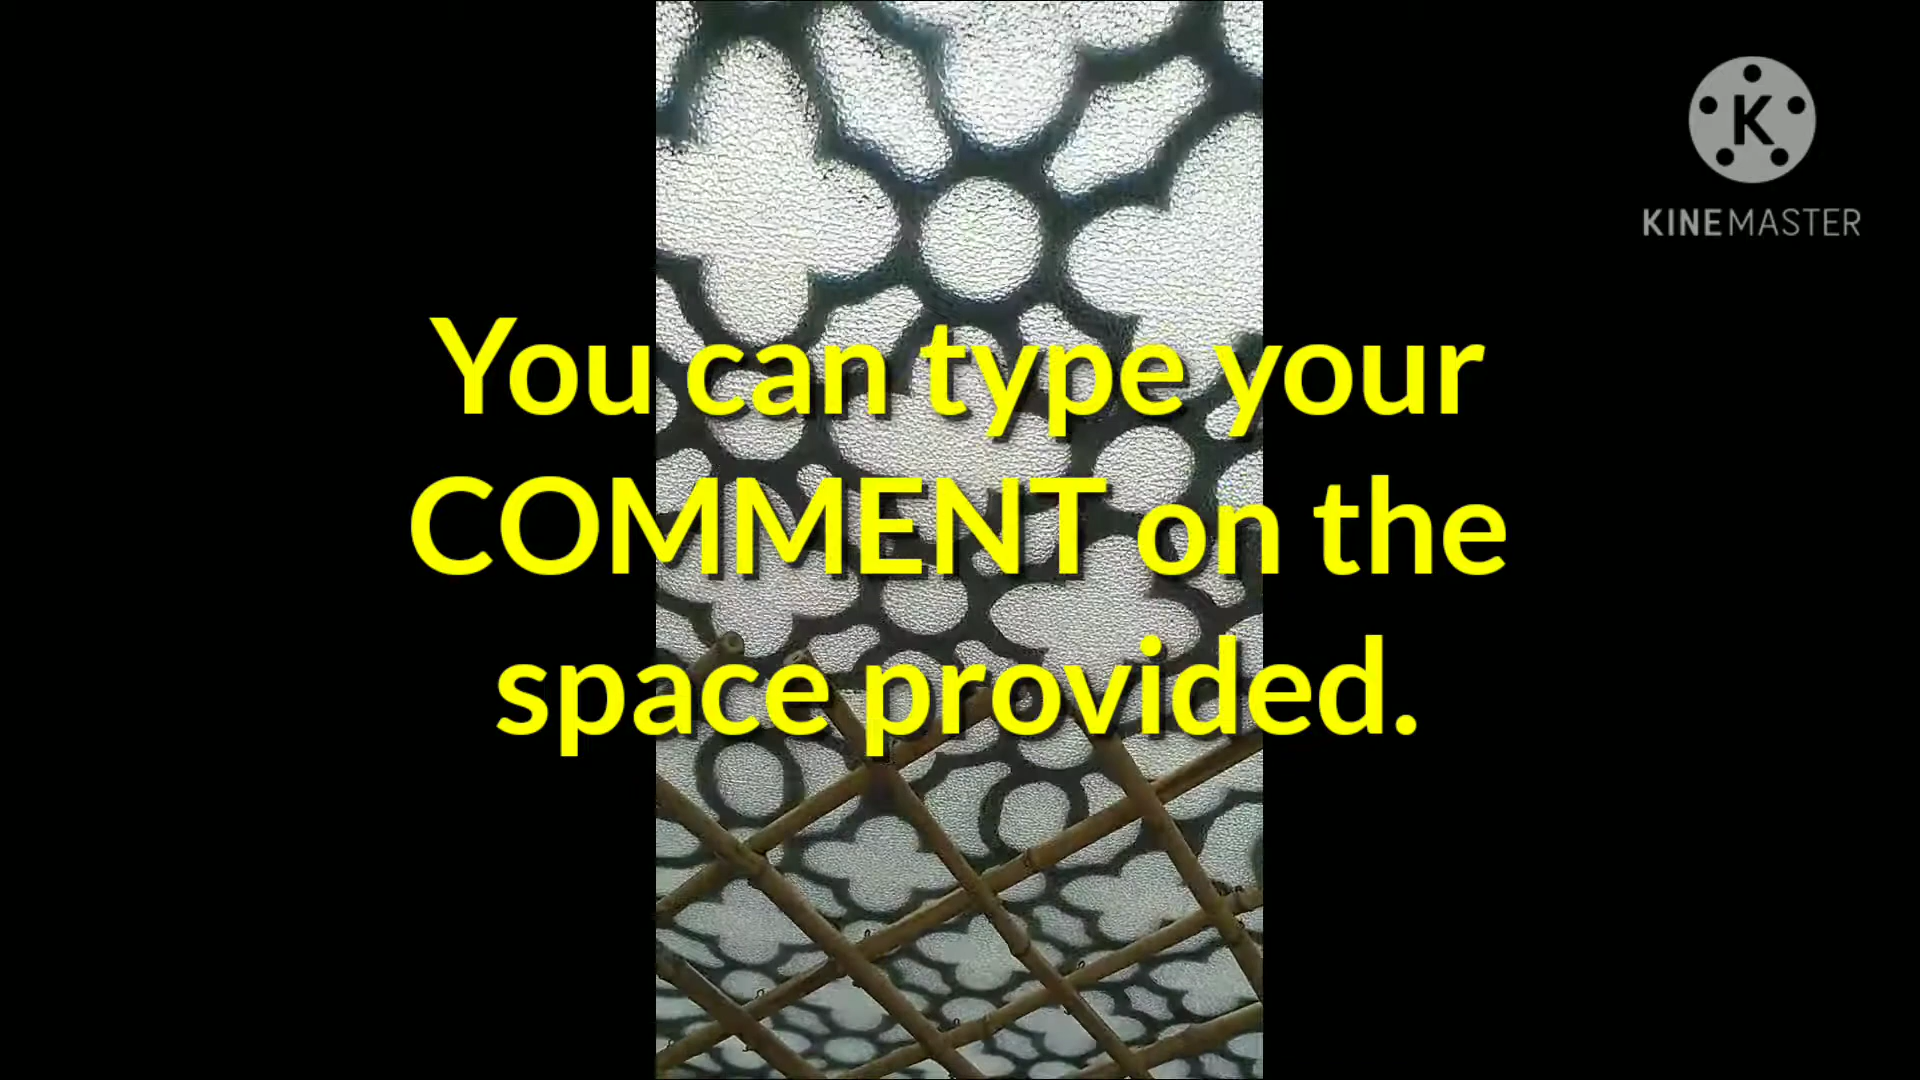 K
KINEMASTER
You can type your
COMMENT on the
space provided.